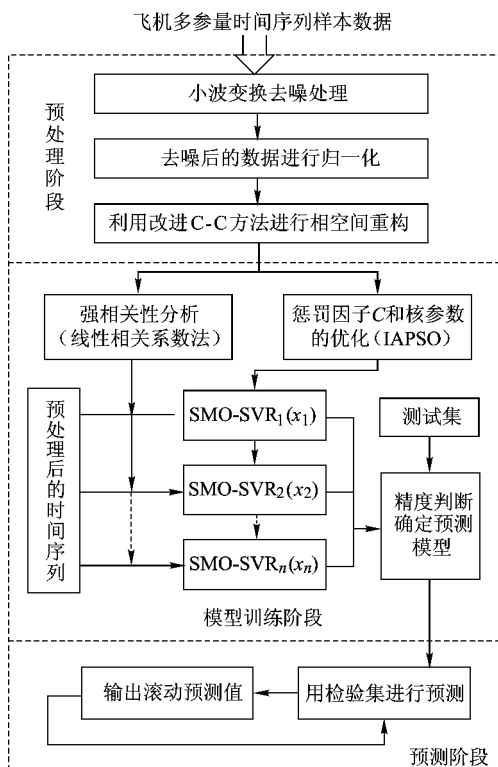 飞机多参量时间序列样本数据
预处理阶段
小波变换去噪处理
去噪后的数据进行归一化
利用改进C-C方法进行相空间重构
强相关性分析
(线性相关系数法)
惩罚因子C和核参数
的优化(IAPSO)
预处理后的时间序列
SMO-SVR₁(x₁)
SMO-SVR₂(x₂)
SMO-SVRₙ(xₙ)
测试集
精度判断
确定预测
模型
模型训练阶段
输出滚动预测值
用检验集进行预测
预测阶段